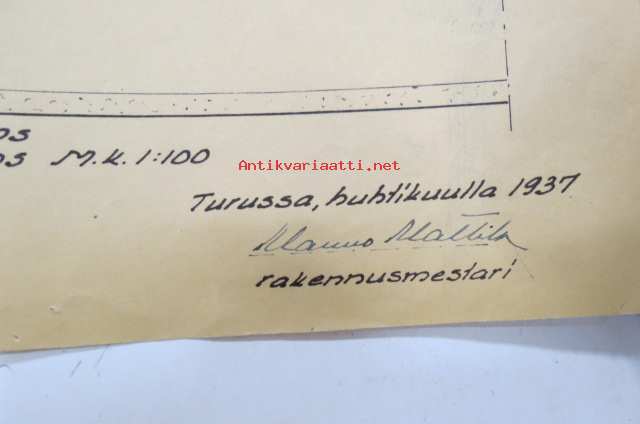 os
os M.k. 1:100
Antikvariaatti.net
Turussa, huhtikuulla 1937
Mauno Mattila
rakennusmestari